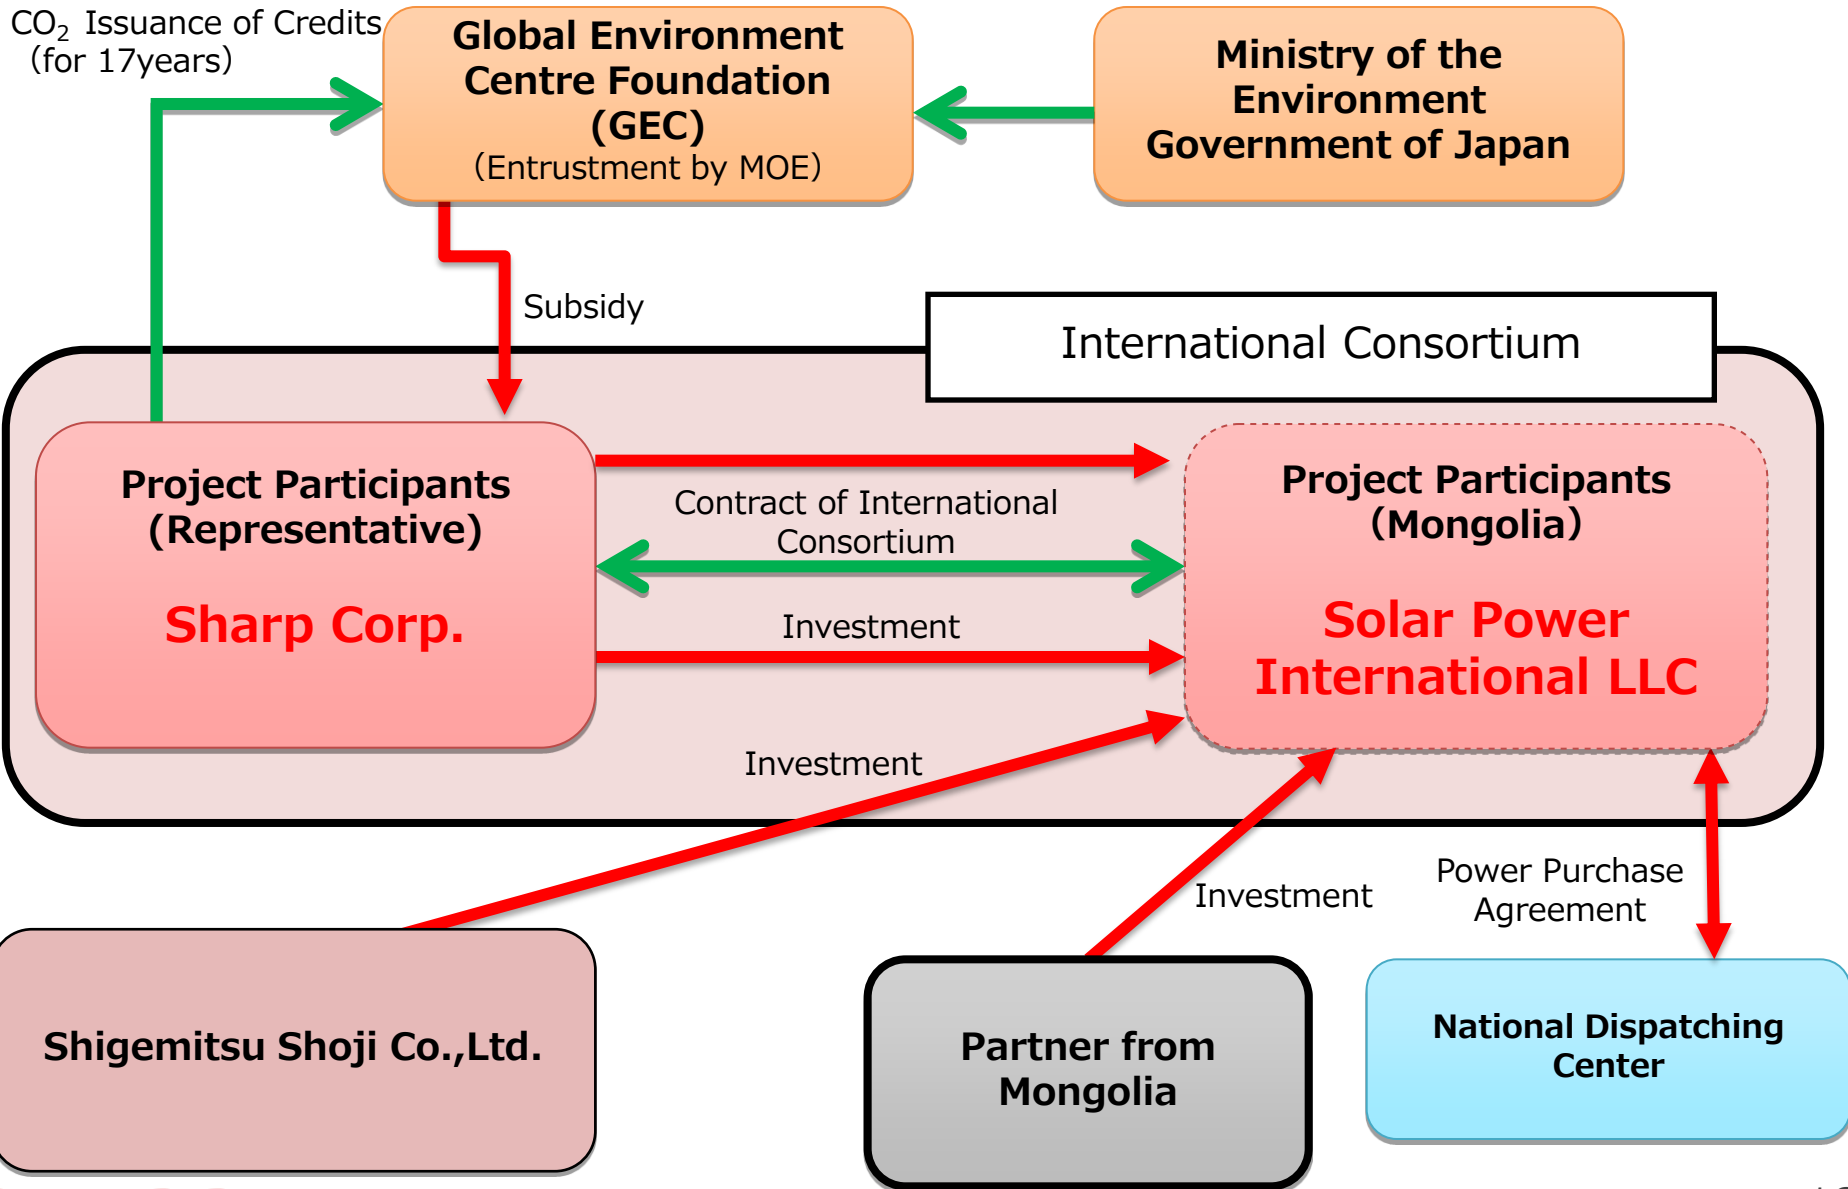 CO₂ Issuance of Credits
(for 17years)
Global Environment
Centre Foundation
(GEC)
(Entrustment by MOE)
Ministry of the
Environment
Government of Japan
Subsidy
International Consortium
Project Participants
(Representative)
Sharp Corp.
Contract of International
Consortium
Investment
Project Participants
(Mongolia)
Solar Power
International LLC
Investment
Investment
Power Purchase
Agreement
Shigemitsu Shoji Co.,Ltd.
Partner from
Mongolia
National Dispatching
Center